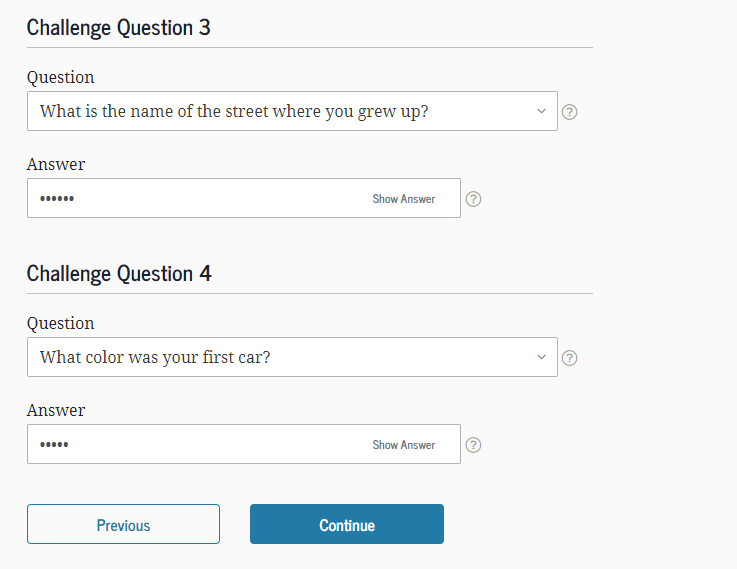 Challenge Question 3
Question
What is the name of the street where you grew up?
?
Answer
••••••
Show Answer
?
Challenge Question 4
Question
What color was your first car?
?
Answer
•••••
Show Answer
?
Previous
Continue